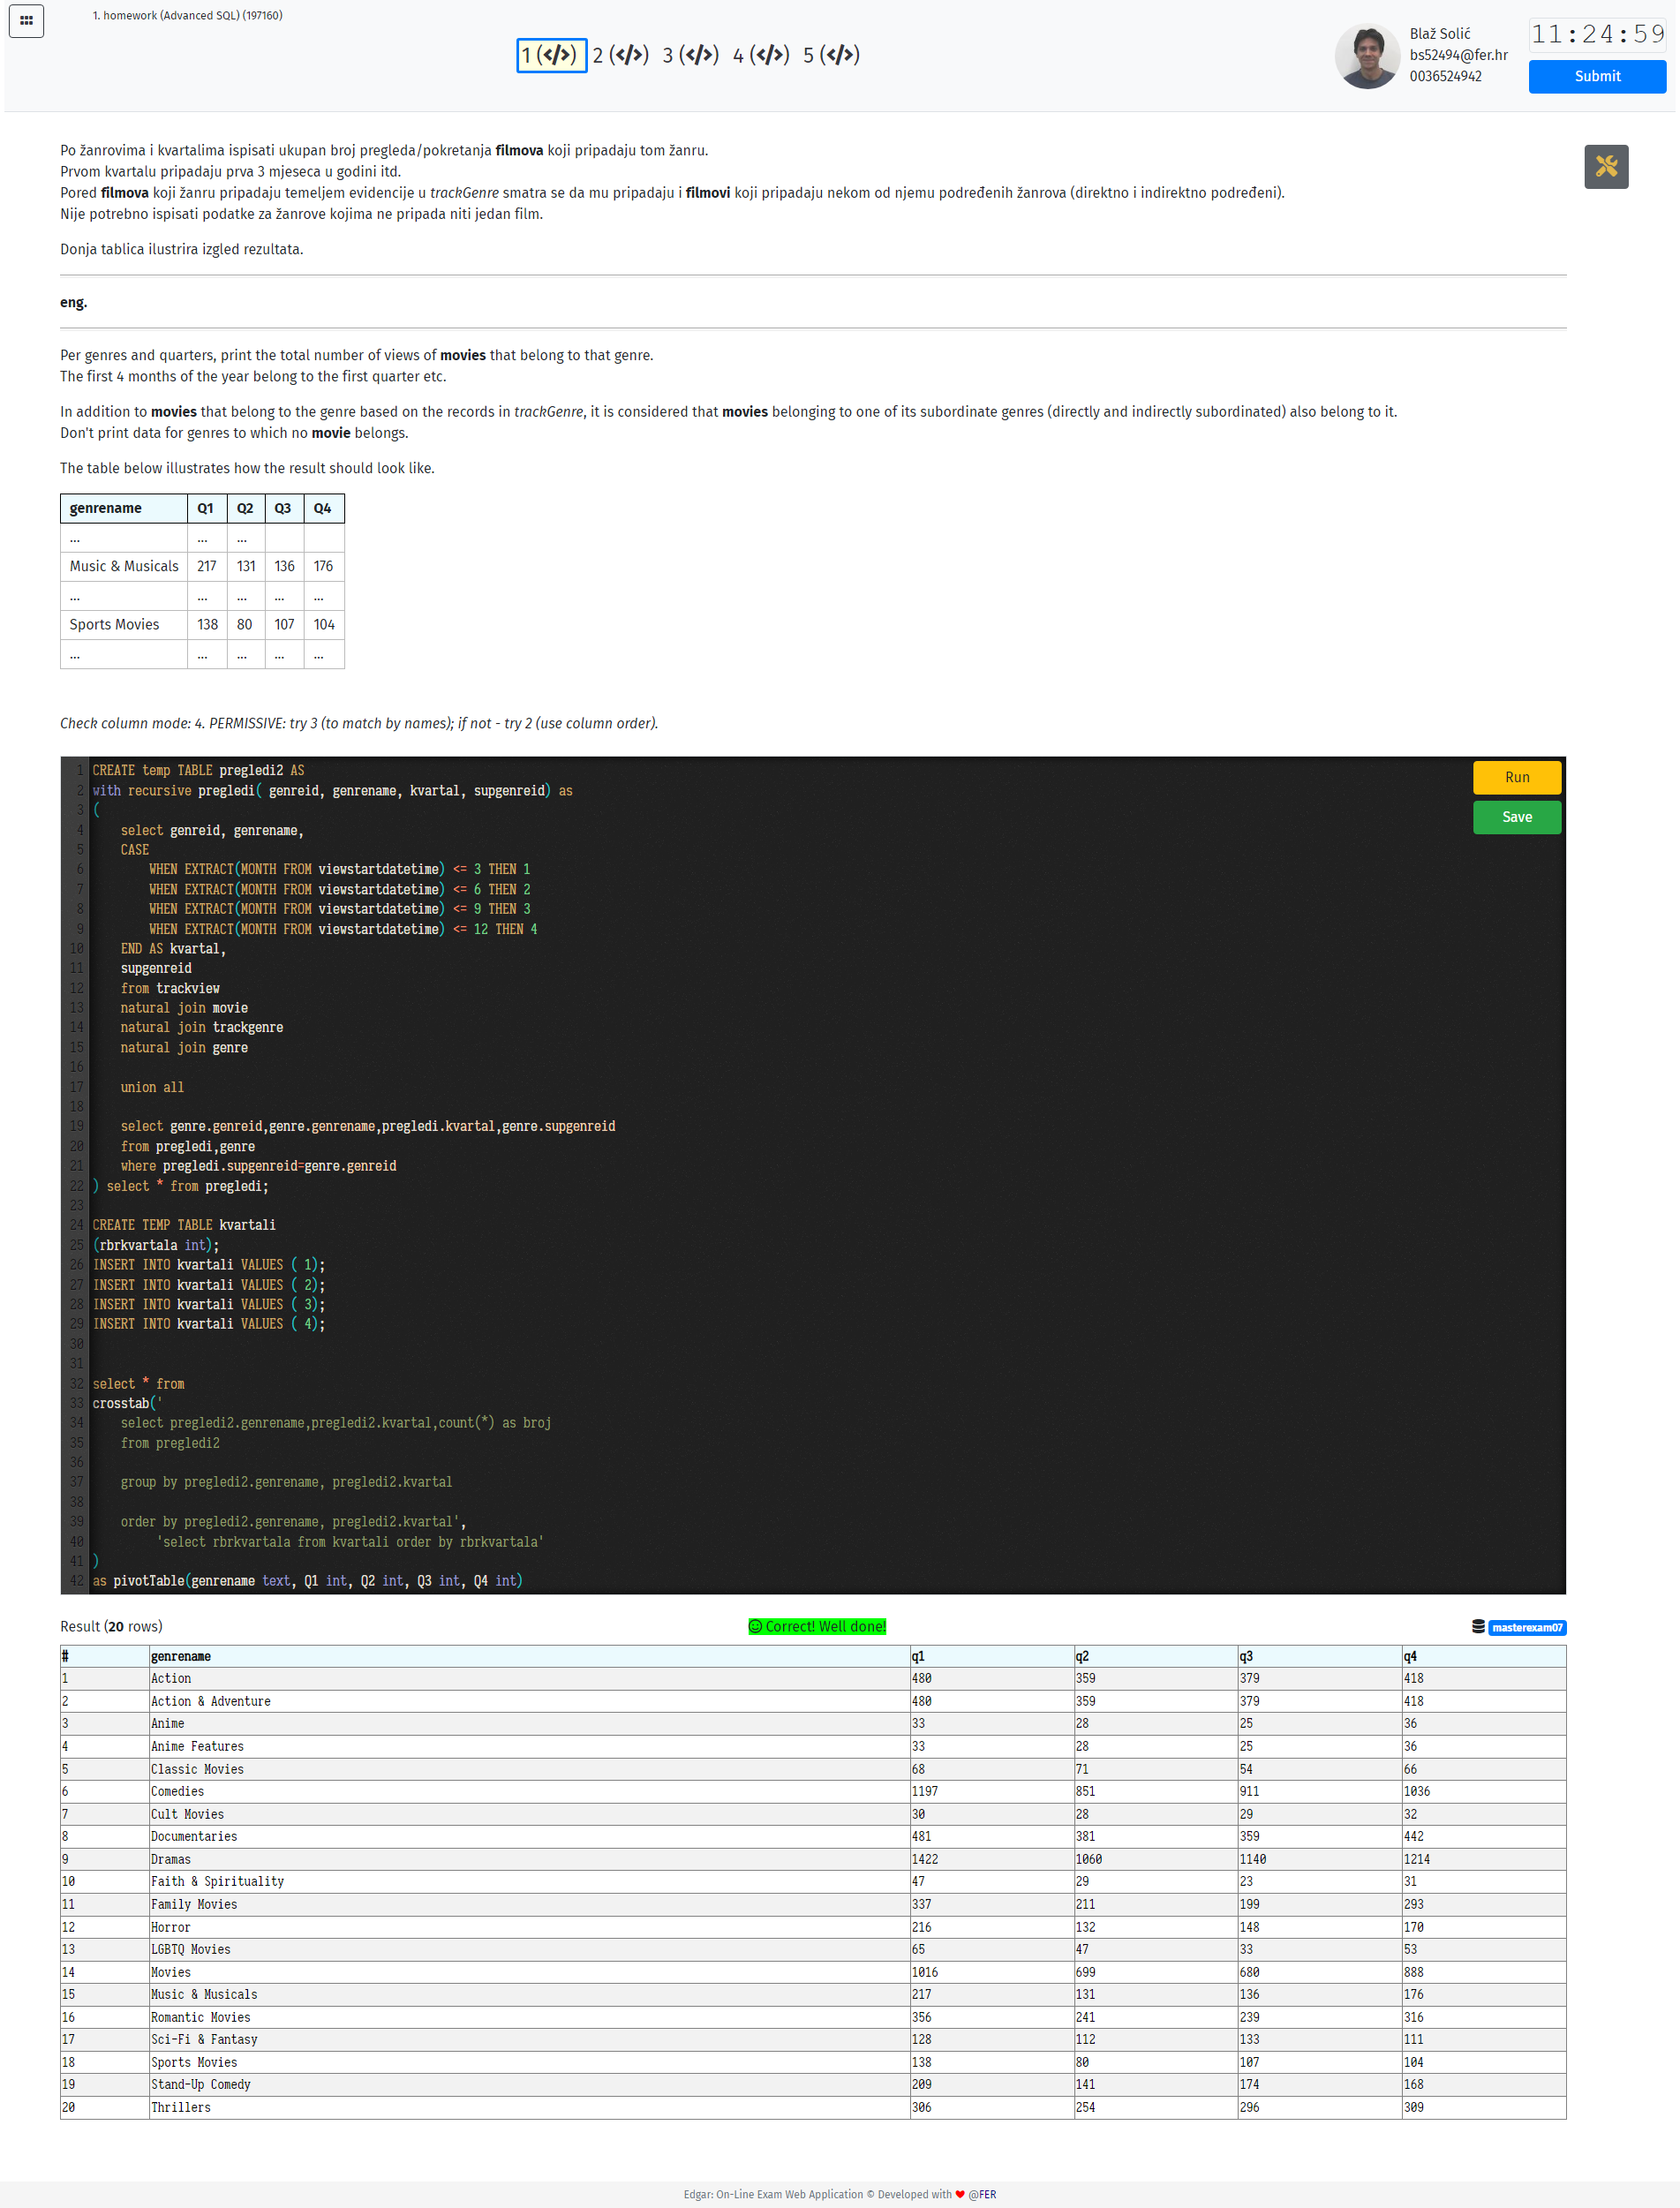 1. homework (Advanced SQL) (197160)
1 (</>) 2 (</>) 3 (</>) 4 (</>) 5 (</>)
Blaž Solić
bs52494@fer.hr
0036524942
11:24:59
Submit
Po žanrovima i kvartalima ispisati ukupan broj pregleda/pokretanja filmova koji pripadaju tom žanru.
Prvom kvartalu pripadaju prva 3 mjeseca u godini itd.
Pored filmova koji žanru pripadaju temeljem evidencije u trackGenre smatra se da mu pripadaju i filmovi koji pripadaju nekom od njemu podređenih žanrova (direktno i indirektno podređeni).
Nije potrebno ispisati podatke za žanrove kojima ne pripada niti jedan film.
Donja tablica ilustrira izgled rezultata.
eng.
Per genres and quarters, print the total number of views of movies that belong to that genre.
The first 4 months of the year belong to the first quarter etc.
In addition to movies that belong to the genre based on the records in trackGenre, it is considered that movies belonging to one of its subordinate genres (directly and indirectly subordinated) also belong to it.
Don't print data for genres to which no movie belongs.
The table below illustrates how the result should look like.
genrename Q1 Q2 Q3 Q4
... ... ...
Music & Musicals 217 131 136 176
... ... ... ... ...
Sports Movies 138 80 107 104
... ... ... ... ...
Check column mode: 4. PERMISSIVE: try 3 (to match by names); if not - try 2 (use column order).
Run
Save
1 CREATE temp TABLE pregledi2 AS
2 with recursive pregledi( genreid, genrename, kvartal, supgenreid) as
3 (
4 select genreid, genrename,
5 CASE
6 WHEN EXTRACT(MONTH FROM viewstartdatetime) <= 3 THEN 1
7 WHEN EXTRACT(MONTH FROM viewstartdatetime) <= 6 THEN 2
8 WHEN EXTRACT(MONTH FROM viewstartdatetime) <= 9 THEN 3
9 WHEN EXTRACT(MONTH FROM viewstartdatetime) <= 12 THEN 4
10 END AS kvartal,
11 supgenreid
12 from trackview
13 natural join movie
14 natural join trackgenre
15 natural join genre
16
17 union all
18
19 select genre.genreid,genre.genrename,pregledi.kvartal,genre.supgenreid
20 from pregledi,genre
21 where pregledi.supgenreid=genre.genreid
22 ) select * from pregledi;
23
24 CREATE TEMP TABLE kvartali
25 (rbrkvartala int);
26 INSERT INTO kvartali VALUES ( 1);
27 INSERT INTO kvartali VALUES ( 2);
28 INSERT INTO kvartali VALUES ( 3);
29 INSERT INTO kvartali VALUES ( 4);
30
31
32 select * from
33 crosstab('
34 select pregledi2.genrename,pregledi2.kvartal,count(*) as broj
35 from pregledi2
36
37 group by pregledi2.genrename, pregledi2.kvartal
38
39 order by pregledi2.genrename, pregledi2.kvartal',
40 'select rbrkvartala from kvartali order by rbrkvartala'
41 )
42 as pivotTable(genrename text, Q1 int, Q2 int, Q3 int, Q4 int)
Result (20 rows) Correct! Well done! masterexam07
# genrename q1 q2 q3 q4
1 Action 480 359 379 418
2 Action & Adventure 480 359 379 418
3 Anime 33 28 25 36
4 Anime Features 33 28 25 36
5 Classic Movies 68 71 54 66
6 Comedies 1197 851 911 1036
7 Cult Movies 30 28 29 32
8 Documentaries 481 381 359 442
9 Dramas 1422 1060 1140 1214
10 Faith & Spirituality 47 29 23 31
11 Family Movies 337 211 199 293
12 Horror 216 132 148 170
13 LGBTQ Movies 65 47 33 53
14 Movies 1016 699 680 888
15 Music & Musicals 217 131 136 176
16 Romantic Movies 356 241 239 316
17 Sci-Fi & Fantasy 128 112 133 111
18 Sports Movies 138 80 107 104
19 Stand-Up Comedy 209 141 174 168
20 Thrillers 306 254 296 309
Edgar: On-Line Exam Web Application © Developed with ❤ @FER